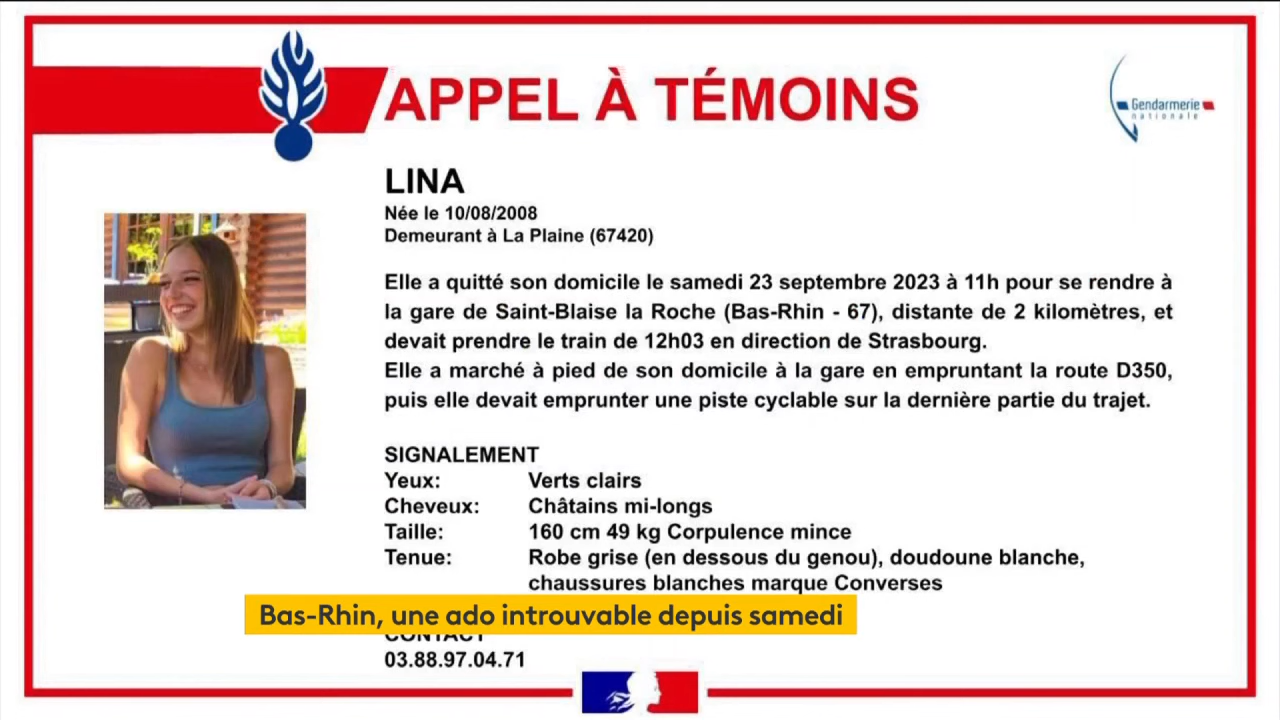 APPEL À TÉMOINS
Gendarmerie
nationale
LINA
Née le 10/08/2008
Demeurant à La Plaine (67420)
Elle a quitté son domicile le samedi 23 septembre 2023 à 11h pour se rendre à
la gare de Saint-Blaise la Roche (Bas-Rhin - 67), distante de 2 kilomètres, et
devait prendre le train de 12h03 en direction de Strasbourg.
Elle a marché à pied de son domicile à la gare en empruntant la route D350,
puis elle devait emprunter une piste cyclable sur la dernière partie du trajet.
SIGNALEMENT
Yeux: Verts clairs
Cheveux: Châtains mi-longs
Taille: 160 cm 49 kg Corpulence mince
Tenue: Robe grise (en dessous du genou), doudoune blanche,
chaussures blanches marque Converses
Bas-Rhin, une ado introuvable depuis samedi
CONTACT
03.88.97.04.71